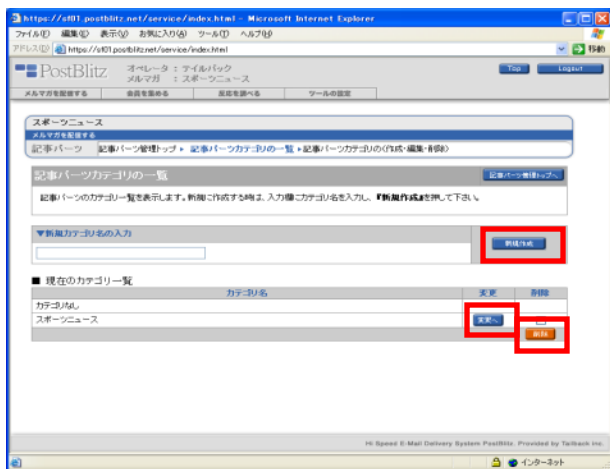 https://sf01.postblitz.net/service/index.html - Microsoft Internet Explorer
ファイル(F) 編集(E) 表示(V) お気に入り(A) ツール(T) ヘルプ(H)
アドレス(D) https://sf01.postblitz.net/service/index.html 移動
PostBlitz オペレータ : テイルバック Top Logout
メルマガ : スポーツニュース
メルマガを配信する 会員を集める 反応を調べる ツールの設定
スポーツニュース
メルマガを配信する
記事パーツ 記事パーツ管理トップ ▶ 記事パーツカテゴリの一覧 ▶ 記事パーツカテゴリの(作成・編集・削除)
記事パーツカテゴリの一覧 記事パーツ管理トップへ
記事パーツのカテゴリ一覧を表示します。新規に作成する時は、入力欄にカテゴリ名を入力し、『新規作成』を押して下さい。
▼新規カテゴリ名の入力 新規作成
■ 現在のカテゴリ一覧
カテゴリ名 変更 削除
カテゴリなし
スポーツニュース 変更へ
削除
Hi Speed E-Mail Delivery System PostBlitz. Provided by Tailback Inc.
インターネット